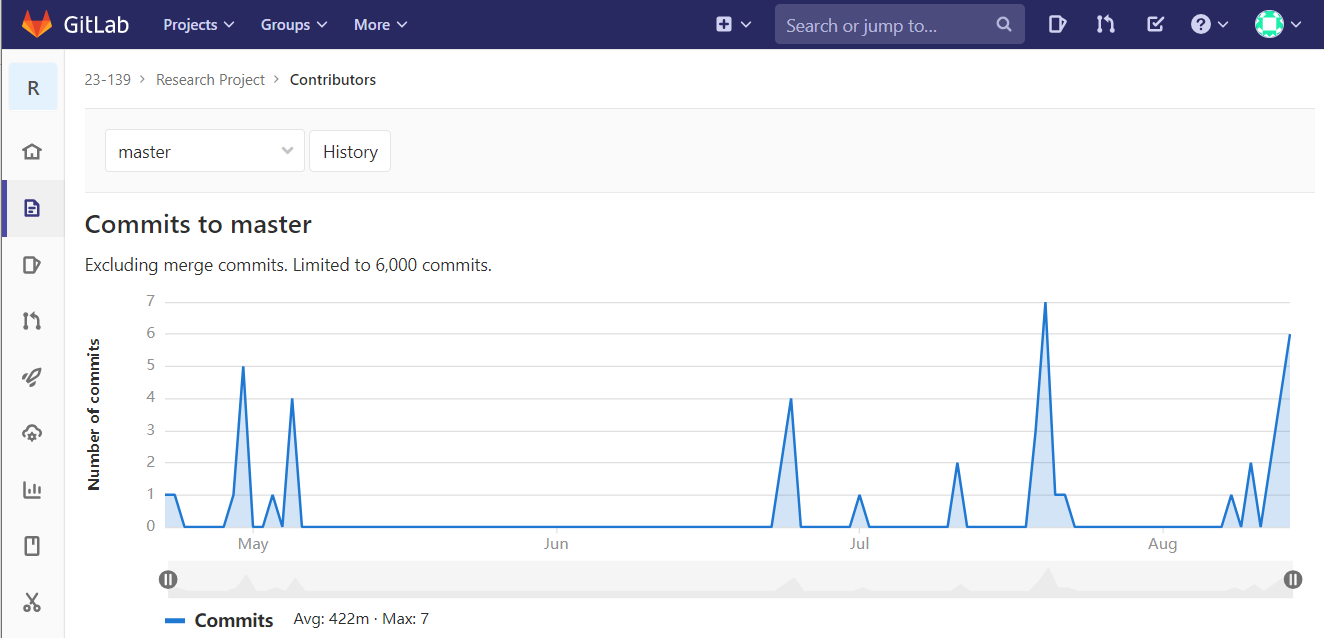 GitLab Projects Groups More Search or jump to...
R 23-139 > Research Project > Contributors
master History
Commits to master
Excluding merge commits. Limited to 6,000 commits.
Number of commits
7
6
5
4
3
2
1
0
May Jun Jul Aug
Commits Avg: 422m · Max: 7